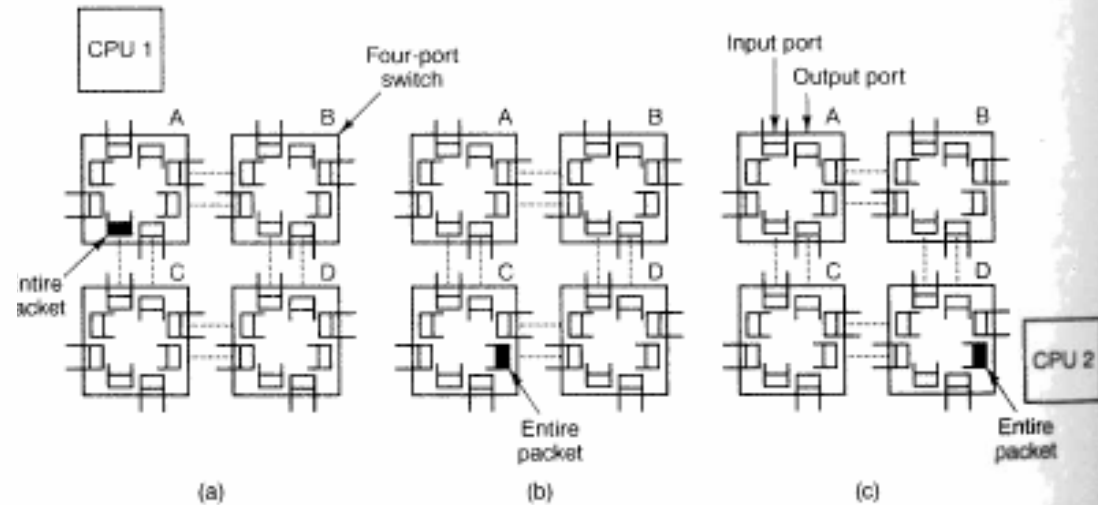 CPU 1
Four-port
switch
Input port
Output port
A
B
A
B
A
B
ntire
acket
C
D
C
D
C
D
CPU 2
Entire
packet
Entire
packet
(a)
(b)
(c)